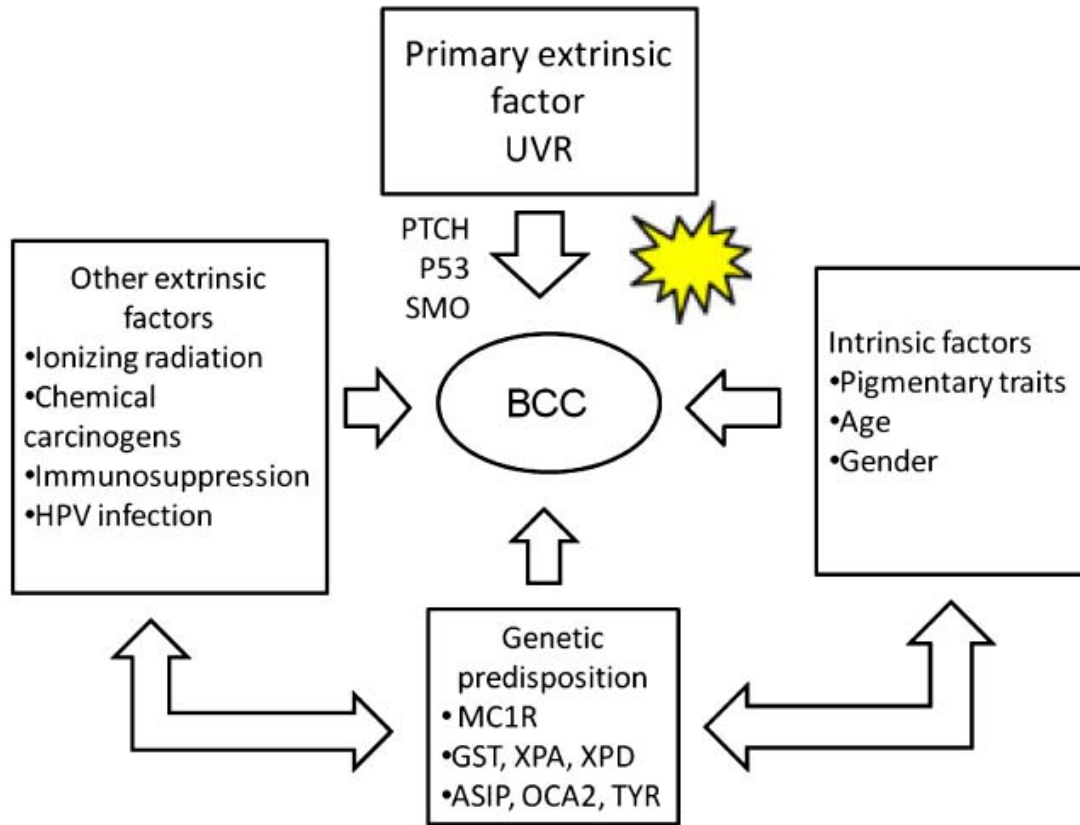 Primary extrinsic
factor
UVR
PTCH
P53
SMO
Other extrinsic
factors
•Ionizing radiation
•Chemical
carcinogens
•Immunosuppression
•HPV infection
BCC
Intrinsic factors
•Pigmentary traits
•Age
•Gender
Genetic
predisposition
• MC1R
•GST, XPA, XPD
•ASIP, OCA2, TYR